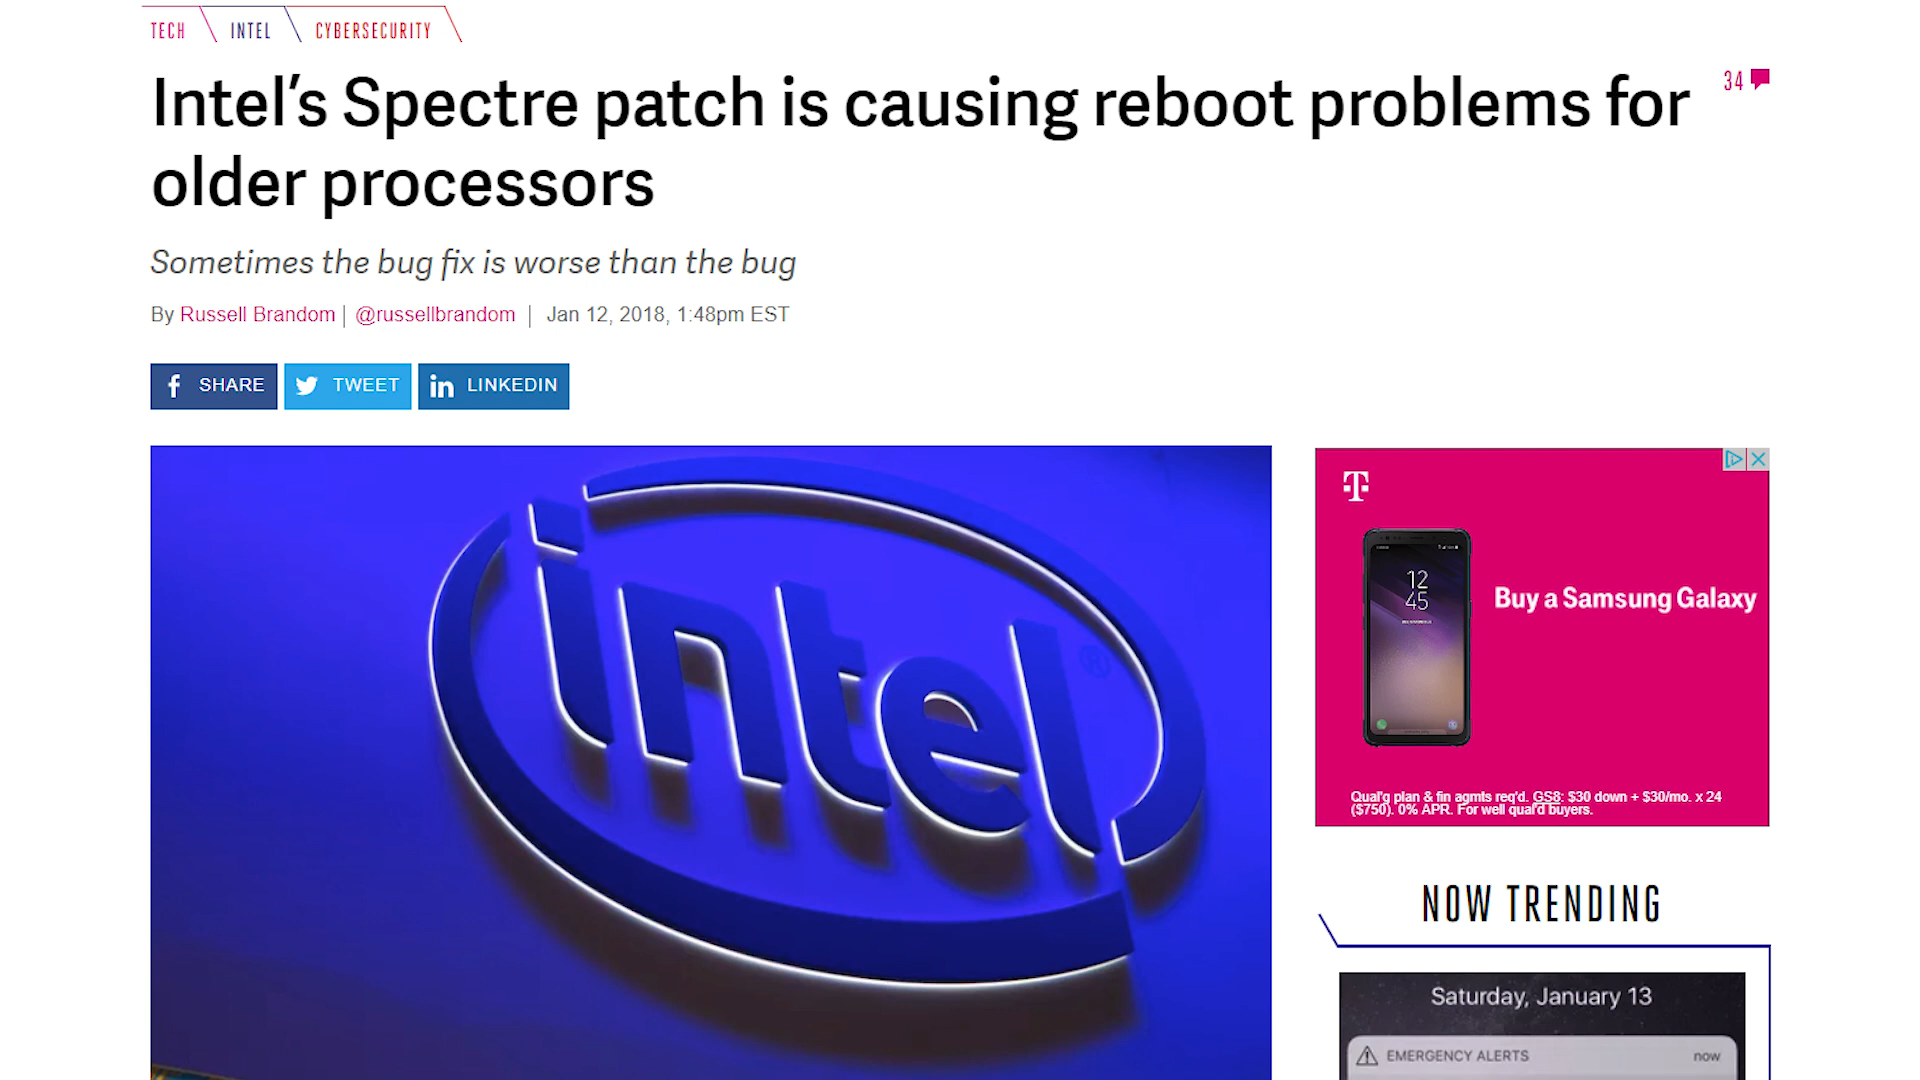 TECH INTEL CYBERSECURITY
Intel's Spectre patch is causing reboot problems for
older processors
34
Sometimes the bug fix is worse than the bug
By Russell Brandom | @russellbrandom | Jan 12, 2018, 1:48pm EST
SHARE TWEET LINKEDIN
intel
®
T
12
45
Buy a Samsung Galaxy
Qual'g plan & fin agmts req'd. GS8: $30 down + $30/mo. x 24
($750). 0% APR. For well qual'd buyers.
NOW TRENDING
Saturday, January 13
EMERGENCY ALERTS now